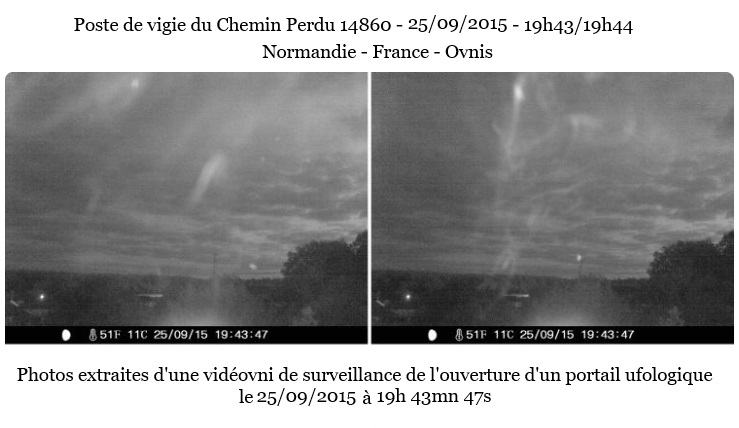 Poste de vigie du Chemin Perdu 14860 - 25/09/2015 - 19h43/19h44
Normandie - France - Ovnis
51F 11C 25/09/15 19:43:47
51F 11C 25/09/15 19:43:47
Photos extraites d'une vidéovni de surveillance de l'ouverture d'un portail ufologique
le 25/09/2015 à 19h 43mn 47s